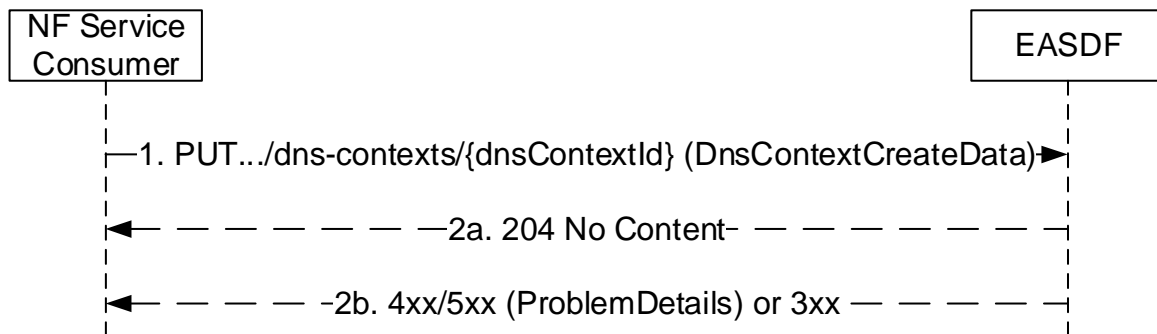 NF Service
Consumer
EASDF
1. PUT.../dns-contexts/{dnsContextId} (DnsContextCreateData)
2a. 204 No Content
2b. 4xx/5xx (ProblemDetails) or 3xx